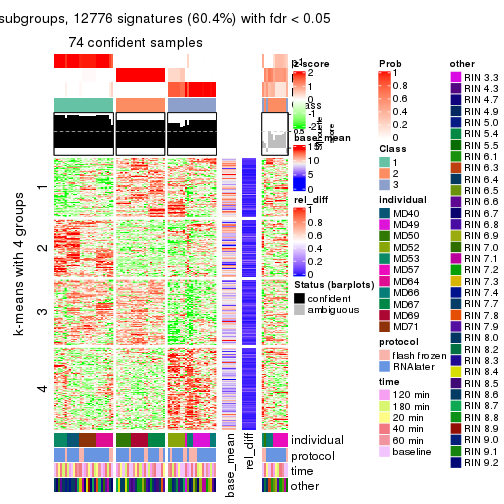 subgroups, 12776 signatures (60.4%) with fdr < 0.05
74 confident samples
k-means with 4 groups
1
2
3
4
z-score
2
1
0
-1
-2
base_mean
15
10
5
0
rel_diff
1
0.8
0.6
0.4
0.2
0
Status (barplots)
confident
ambiguous
Prob
1
0.8
0.6
0.4
0.2
0
Class
1
2
3
individual
MD40
MD49
MD50
MD52
MD53
MD57
MD64
MD66
MD67
MD69
MD71
protocol
flash frozen
RNAlater
time
120 min
180 min
20 min
40 min
60 min
baseline
other
RIN 3.3
RIN 4.3
RIN 4.7
RIN 4.9
RIN 5.0
RIN 5.4
RIN 5.5
RIN 6.1
RIN 6.3
RIN 6.4
RIN 6.5
RIN 6.6
RIN 6.7
RIN 6.8
RIN 6.9
RIN 7.0
RIN 7.1
RIN 7.2
RIN 7.3
RIN 7.4
RIN 7.7
RIN 7.8
RIN 7.9
RIN 8.0
RIN 8.2
RIN 8.3
RIN 8.4
RIN 8.5
RIN 8.6
RIN 8.7
RIN 8.8
RIN 8.9
RIN 9.0
RIN 9.1
RIN 9.2
individual
protocol
time
other
base_mean
rel_diff